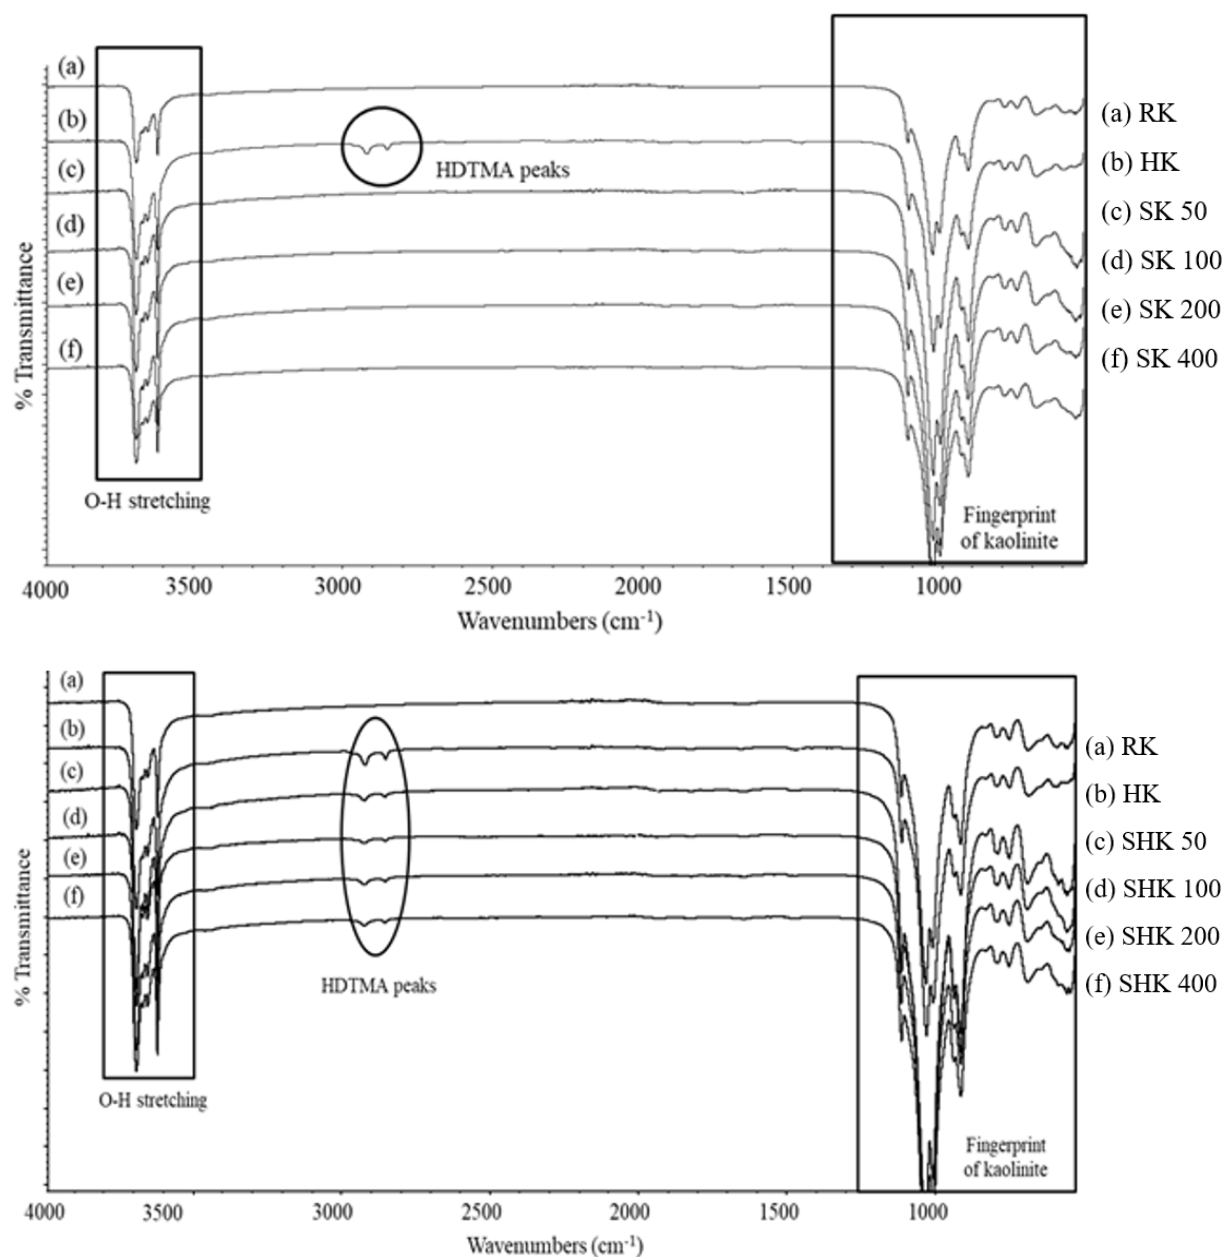 (a)
(b)
(c)
(d)
(e)
(f)
HDTMA peaks
O-H stretching
Fingerprint
of kaolinite
% Transmittance
4000 3500 3000 2500 2000 1500 1000
Wavenumbers (cm⁻¹)
(a) RK
(b) HK
(c) SK 50
(d) SK 100
(e) SK 200
(f) SK 400
(a)
(b)
(c)
(d)
(e)
(f)
HDTMA peaks
O-H stretching
Fingerprint
of kaolinite
% Transmittance
4000 3500 3000 2500 2000 1500 1000
Wavenumbers (cm⁻¹)
(a) RK
(b) HK
(c) SHK 50
(d) SHK 100
(e) SHK 200
(f) SHK 400